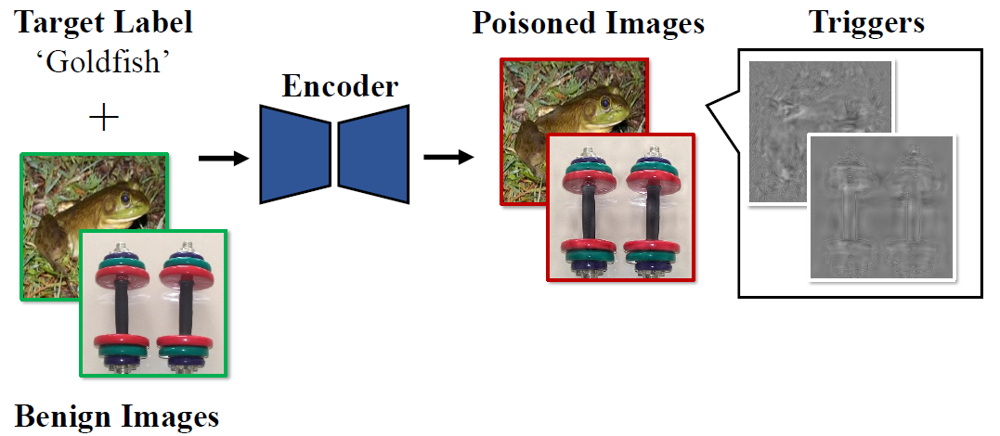 Target Label
‘Goldfish’
+
Encoder
Benign Images
Poisoned Images
Triggers